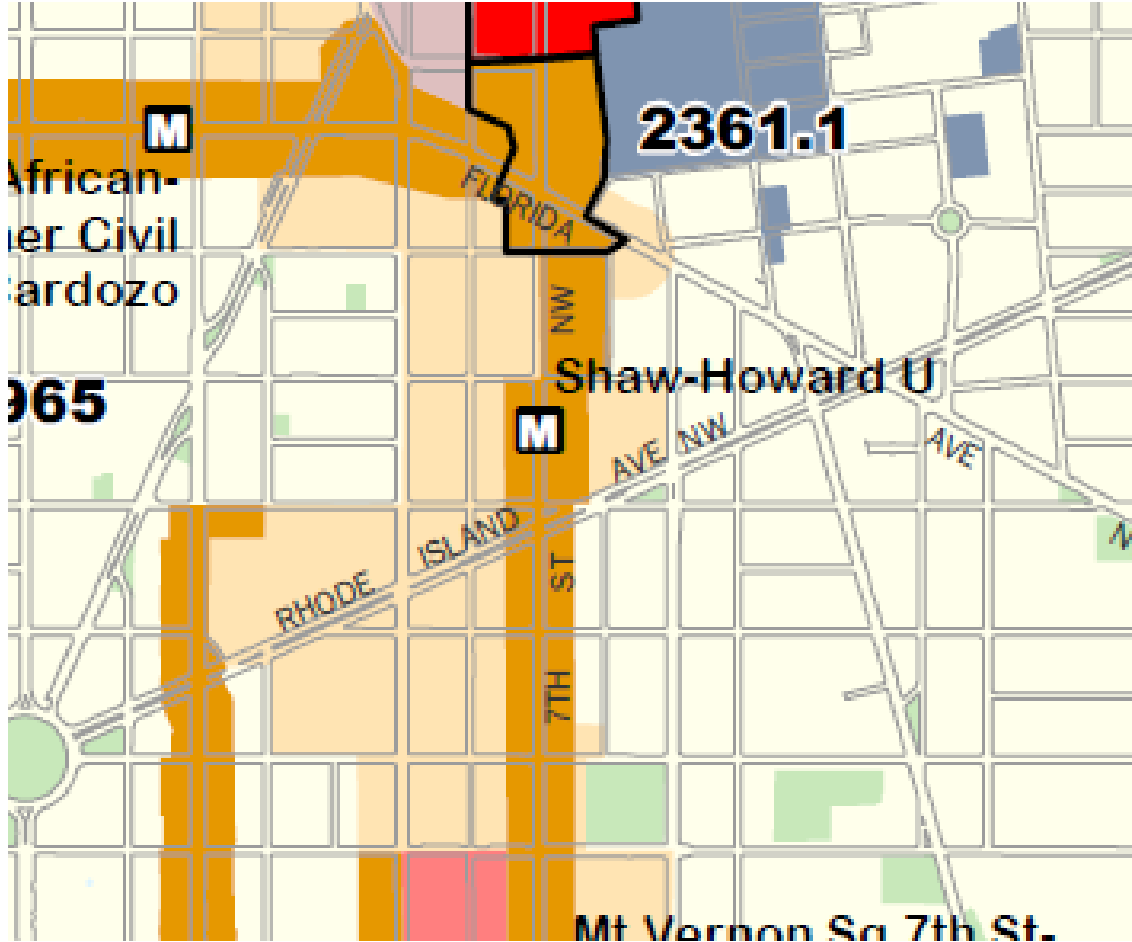 M
2361.1
African-
er Civil
Cardozo
FLORIDA
NW
965
Shaw-Howard U
M
AVE NW
AVE
RHODE ISLAND
ST
7TH
Mt Vernon Sq 7th St-